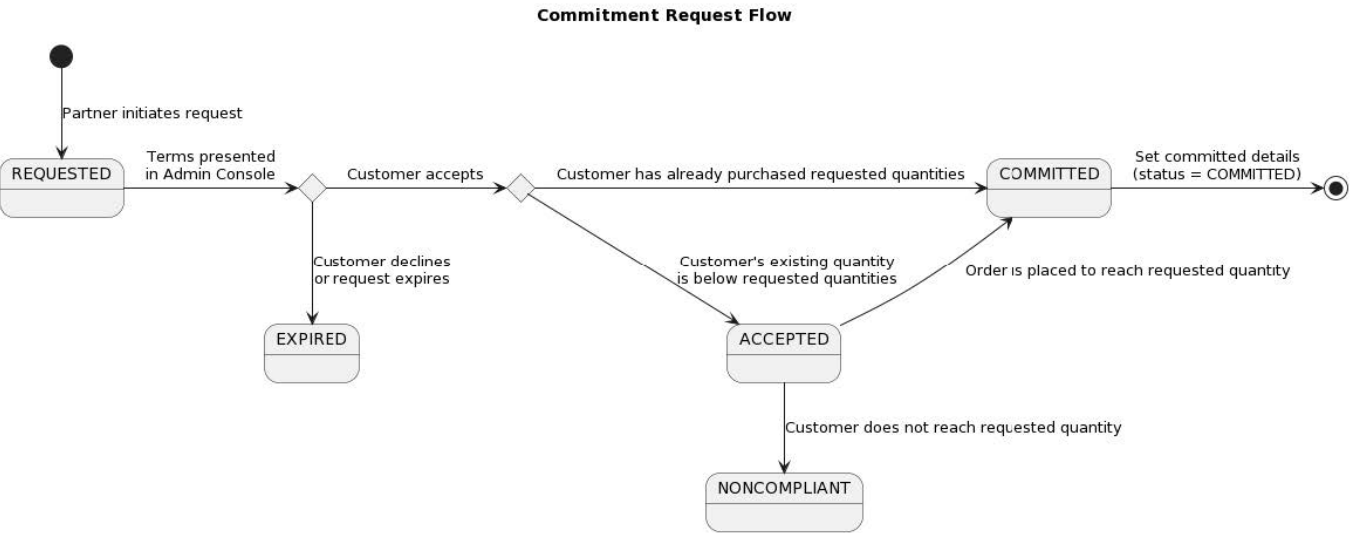 Commitment Request Flow
Partner initiates request
REQUESTED
Terms presented
in Admin Console
Customer accepts
Customer has already purchased requested quantities
COMMITTED
Set committed details
(status = COMMITTED)
Customer declines
or request expires
Customer's existing quantity
is below requested quantities
Order is placed to reach requested quantity
EXPIRED
ACCEPTED
Customer does not reach requested quantity
NONCOMPLIANT